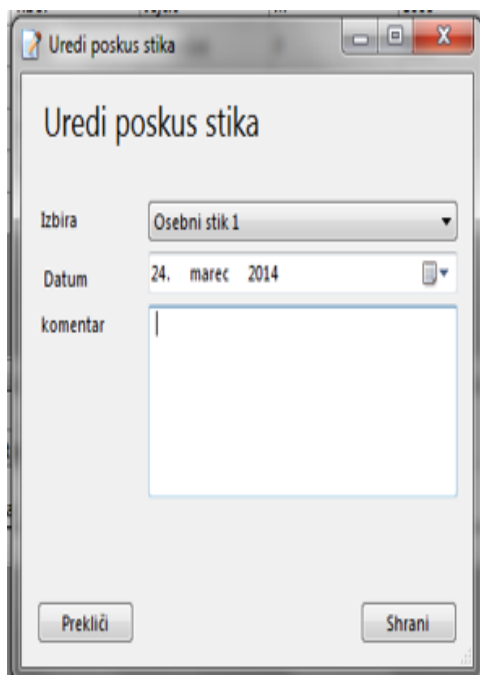 Uredi poskus stika
Uredi poskus stika
Izbira
Osebni stik 1
Datum
24. marec 2014
komentar
Prekliči
Shrani